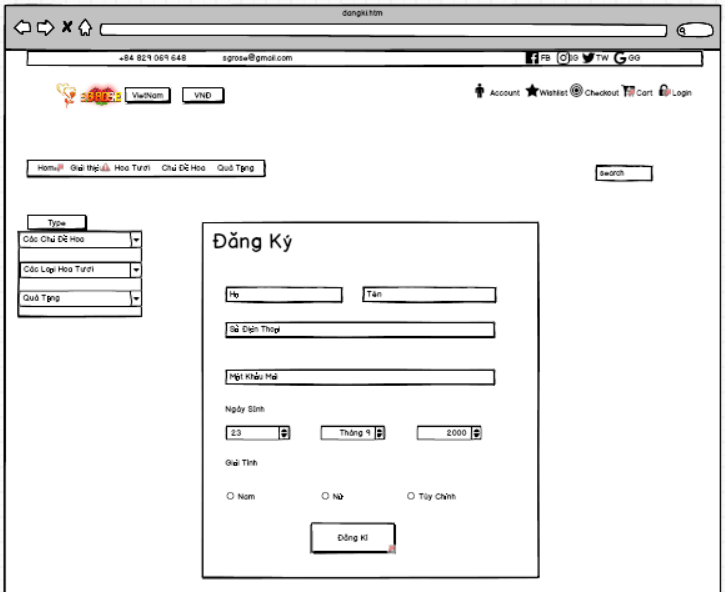 dangki.htm
+84 829 069 648 sgrose@gmail.com FB IG TW GG
SGROSE VietNam VNĐ Account Wishlist Checkout Cart Login
Home Giới thiệu Hoa Tươi Chủ Đề Hoa Quà Tặng search
Type
Các Chủ Đề Hoa
Các Loại Hoa Tươi
Quà Tặng
Đăng Ký
Họ Tên
Số Điện Thoại
Mật Khẩu Mới
Ngày Sinh
23 Tháng 9 2000
Giới Tính
Nam Nữ Tùy Chỉnh
Đăng Kí